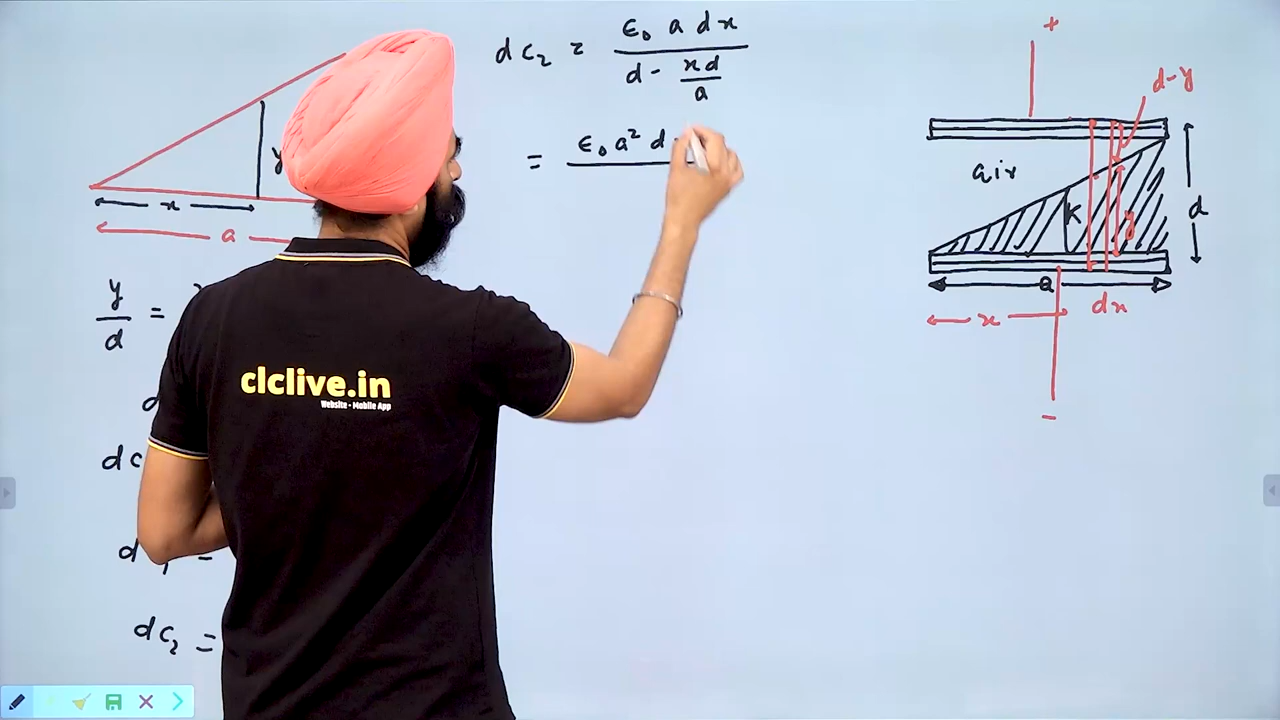 y
x
a
y/d =
dc
d
dc₂ =
dc₂ = ε₀ a dx / (d - xd/a)
= ε₀ a² d
clclive.in
Website - Mobile App
+
d-y
air
K
y
d
a
x
dx
-